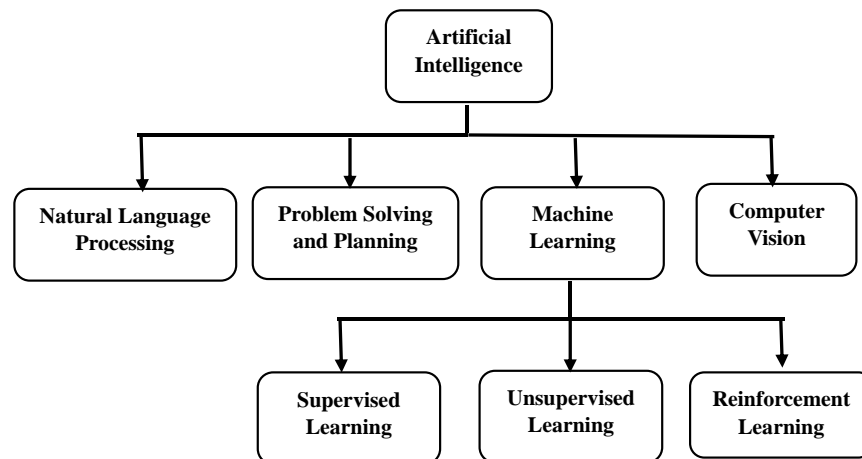 Artificial
Intelligence
Natural Language
Processing
Problem Solving
and Planning
Machine
Learning
Computer
Vision
Supervised
Learning
Unsupervised
Learning
Reinforcement
Learning